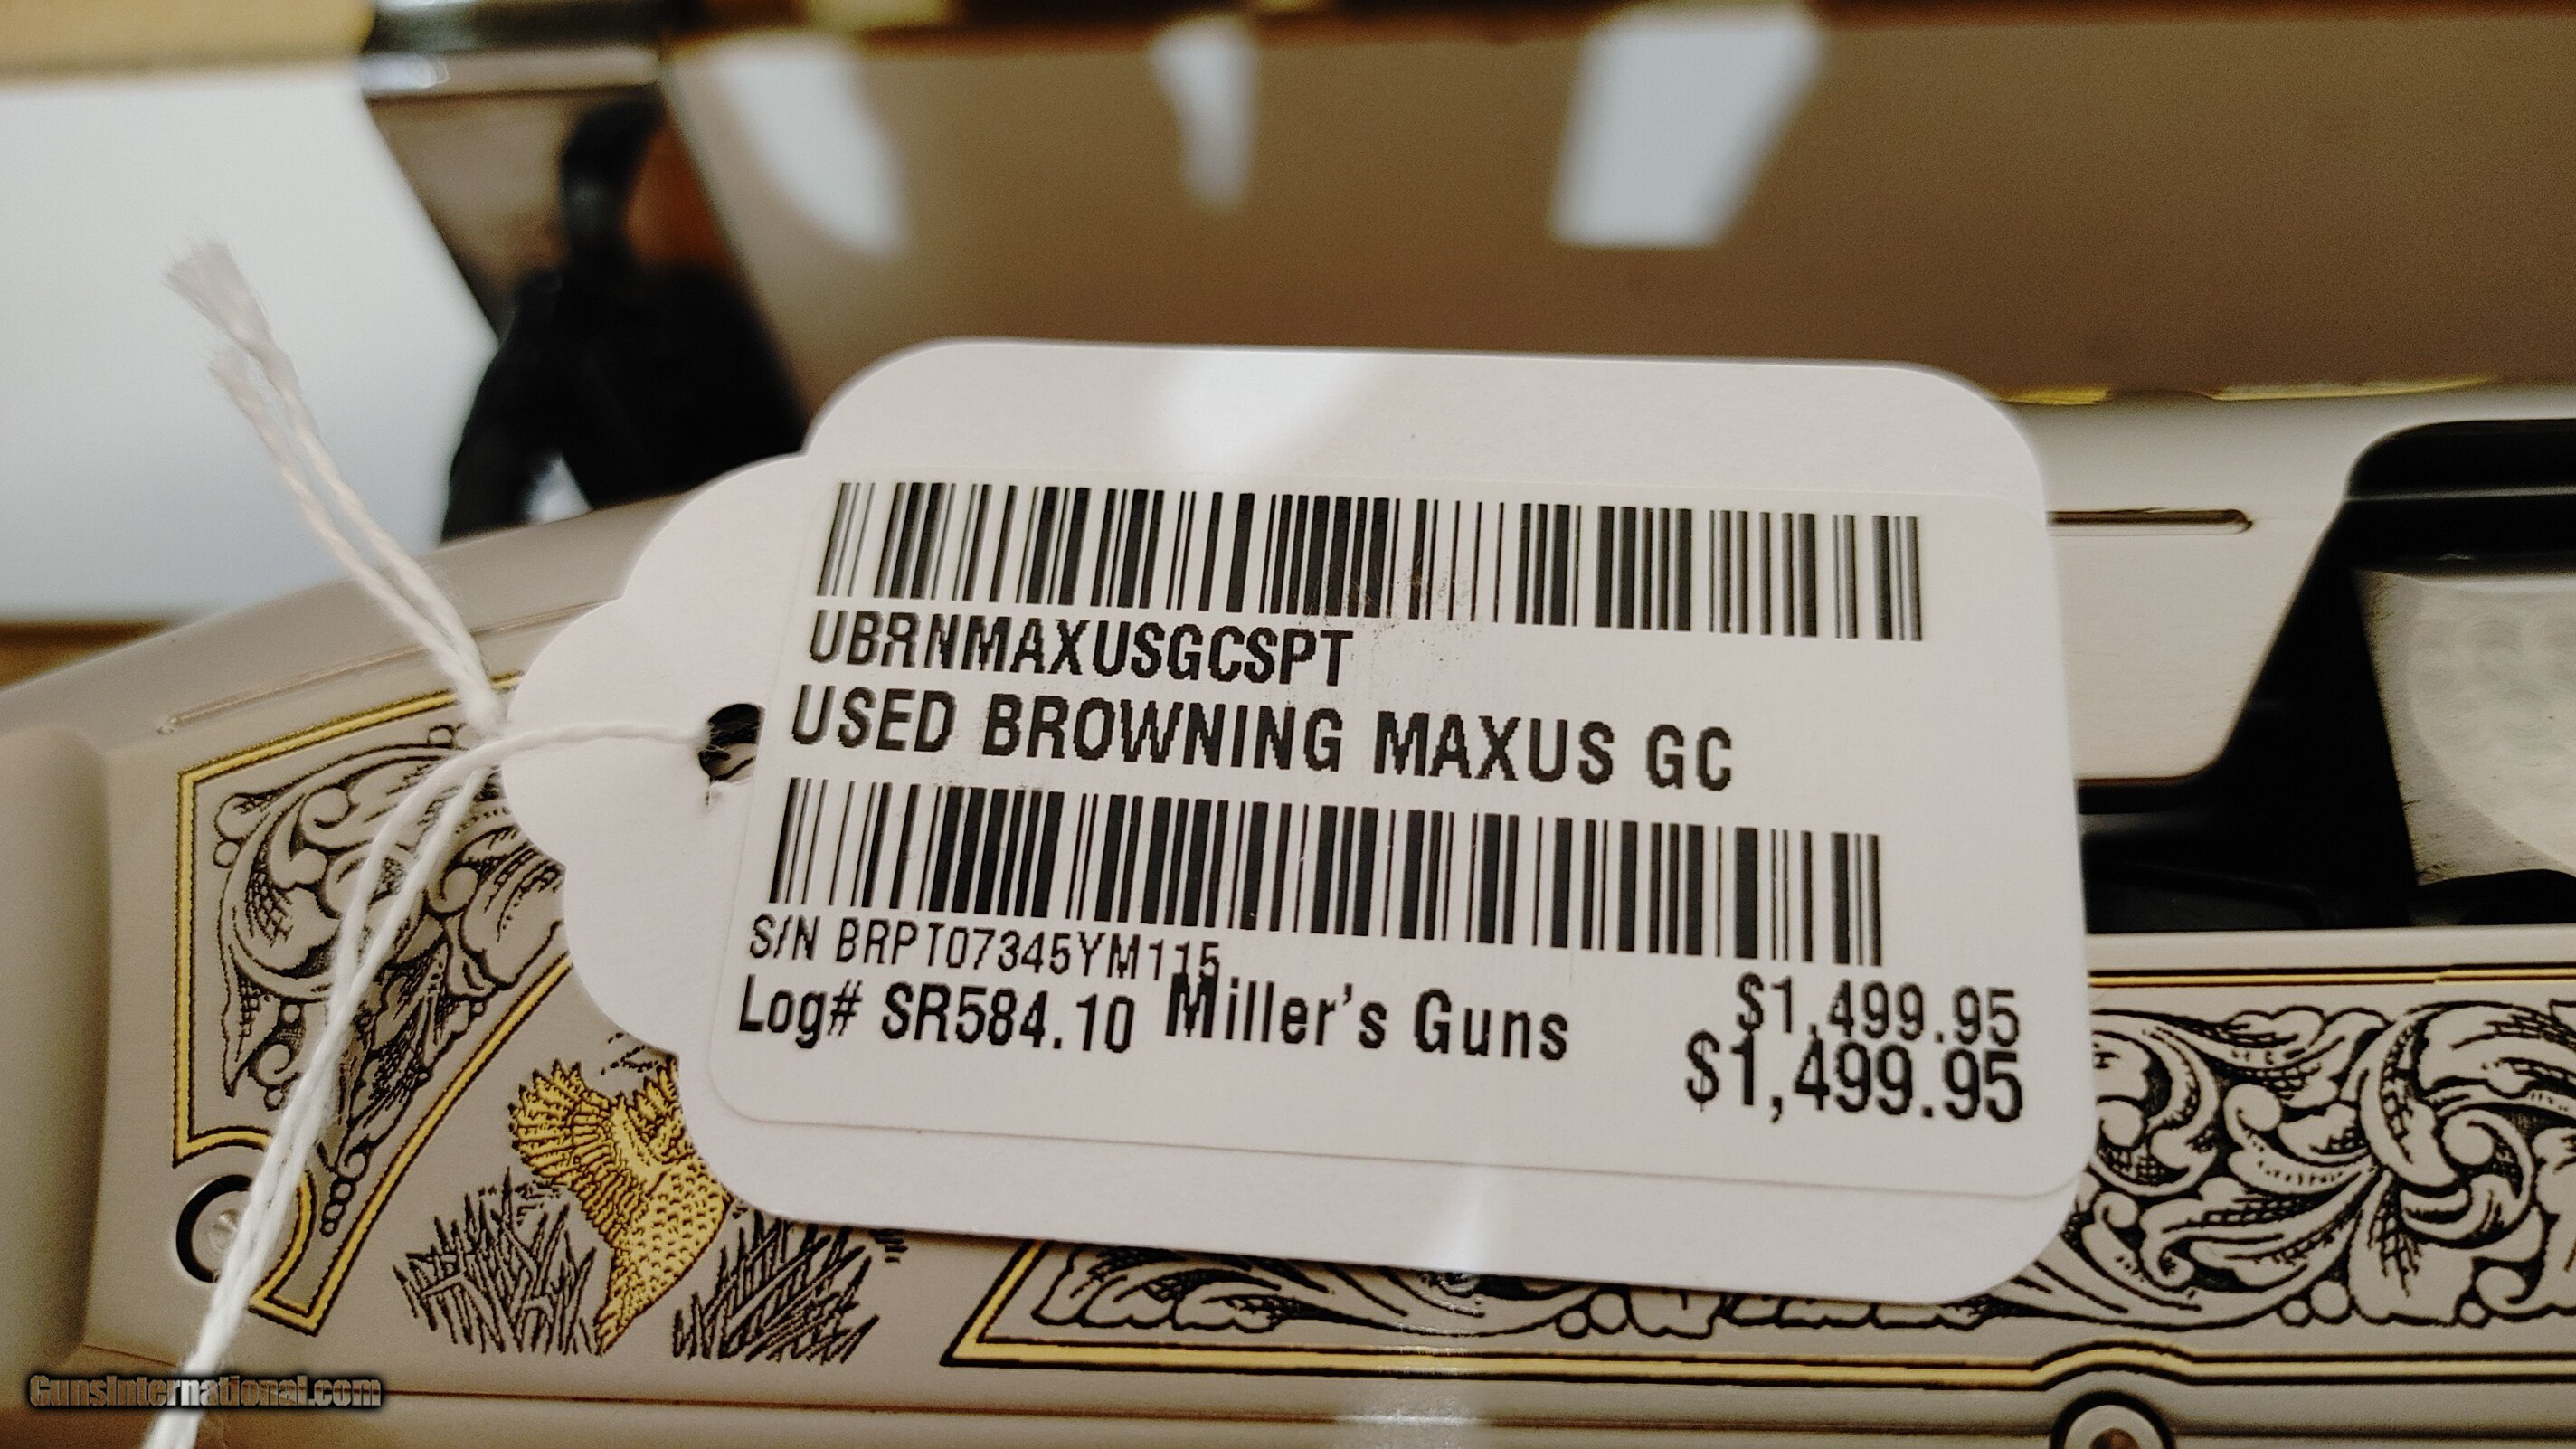 UBRNMAXUSGCSPT
USED BROWNING MAXUS GC
S/N BRPT07345YM115
Log# SR584.10 Miller's Guns
$1,499.95
$1,499.95
GunsInternational.com